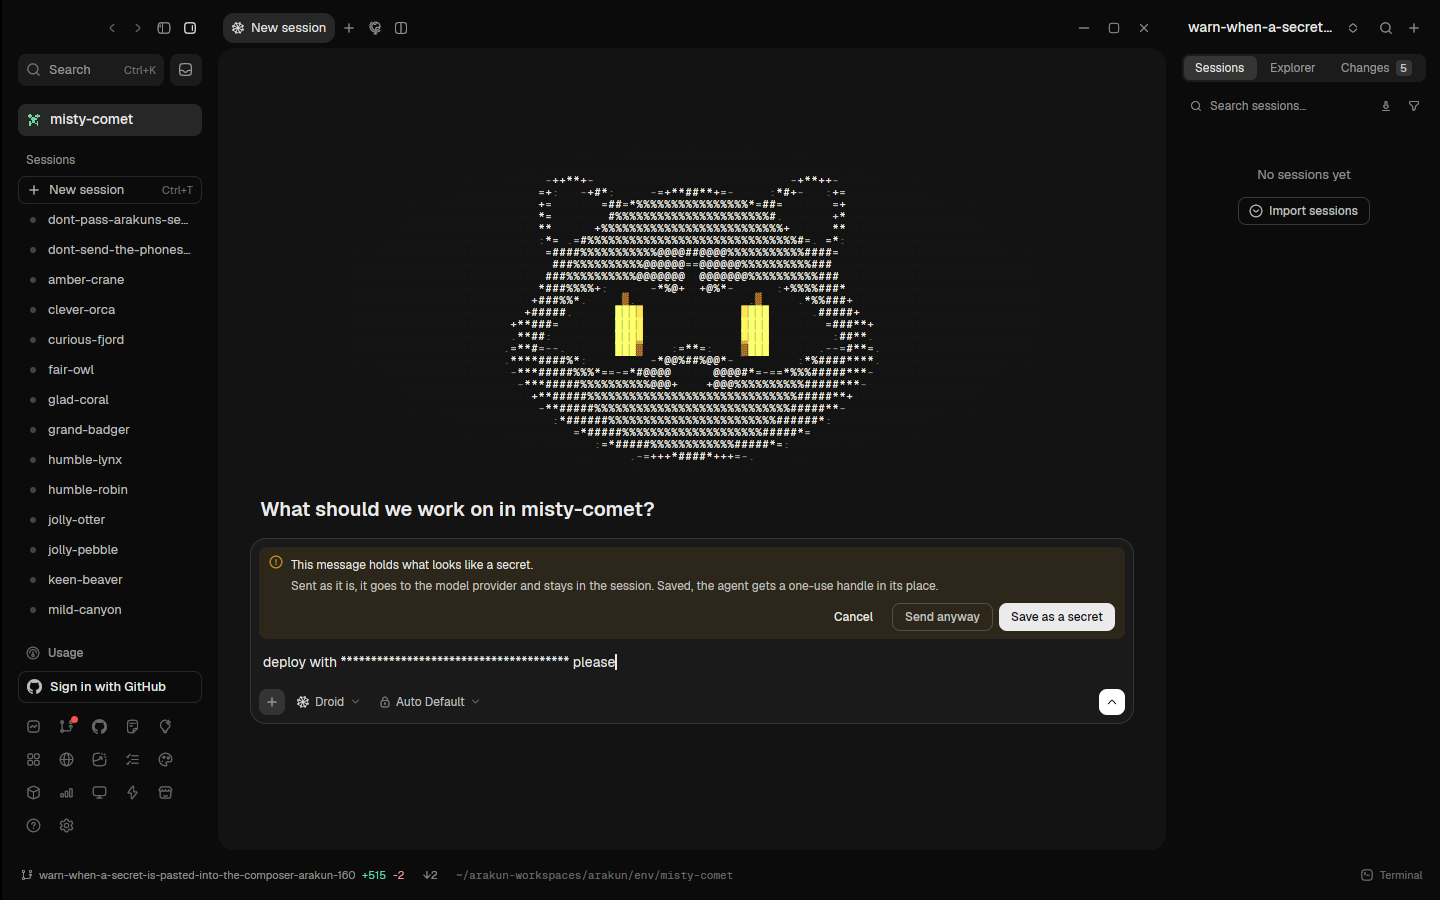 New session
warn-when-a-secret...
Search Ctrl+K
Sessions Explorer Changes 5
Search sessions...
misty-comet
Sessions
New session Ctrl+T
No sessions yet
Import sessions
dont-pass-arakuns-se...
dont-send-the-phones...
amber-crane
clever-orca
curious-fjord
fair-owl
glad-coral
grand-badger
humble-lynx
humble-robin
jolly-otter
jolly-pebble
keen-beaver
mild-canyon
What should we work on in misty-comet?
This message holds what looks like a secret.
Sent as it is, it goes to the model provider and stays in the session. Saved, the agent gets a one-use handle in its place.
Cancel Send anyway Save as a secret
deploy with ************************************** please
Droid Auto Default
Usage
Sign in with GitHub
warn-when-a-secret-is-pasted-into-the-composer-arakun-160 +515 -2 ↓2 ~/arakun-workspaces/arakun/env/misty-comet
Terminal